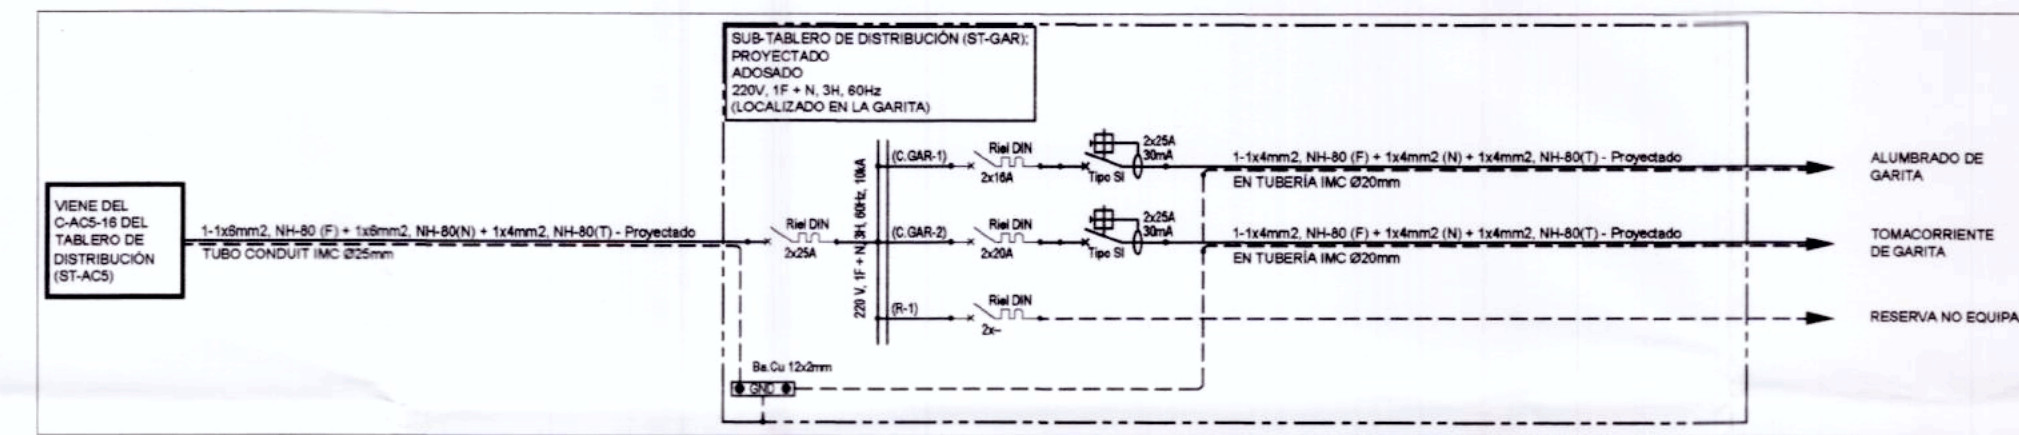 SUB-TABLERO DE DISTRIBUCIÓN (ST-GAR);
PROYECTADO
ADOSADO
220V, 1F + N, 3H, 60Hz
(LOCALIZADO EN LA GARITA)
VIENE DEL
C-AC5-16 DEL
TABLERO DE
DISTRIBUCIÓN
(ST-AC5)
1-1x6mm2, NH-80 (F) + 1x6mm2, NH-80(N) + 1x4mm2, NH-80(T) - Proyectado
TUBO CONDUIT IMC Ø25mm
Riel DIN
2x25A
220 V, 1F + N, 3H, 60Hz, 10kA
(C.GAR-1)
Riel DIN
2x16A
2x25A
30mA
Tipo SI
1-1x4mm2, NH-80 (F) + 1x4mm2 (N) + 1x4mm2, NH-80(T) - Proyectado
EN TUBERÍA IMC Ø20mm
ALUMBRADO DE
GARITA
(C.GAR-2)
Riel DIN
2x20A
2x25A
30mA
Tipo SI
1-1x4mm2, NH-80 (F) + 1x4mm2 (N) + 1x4mm2, NH-80(T) - Proyectado
EN TUBERÍA IMC Ø20mm
TOMACORRIENTE
DE GARITA
(R-1)
Riel DIN
2x--
RESERVA NO EQUIPA
Ba.Cu 12x2mm
GND